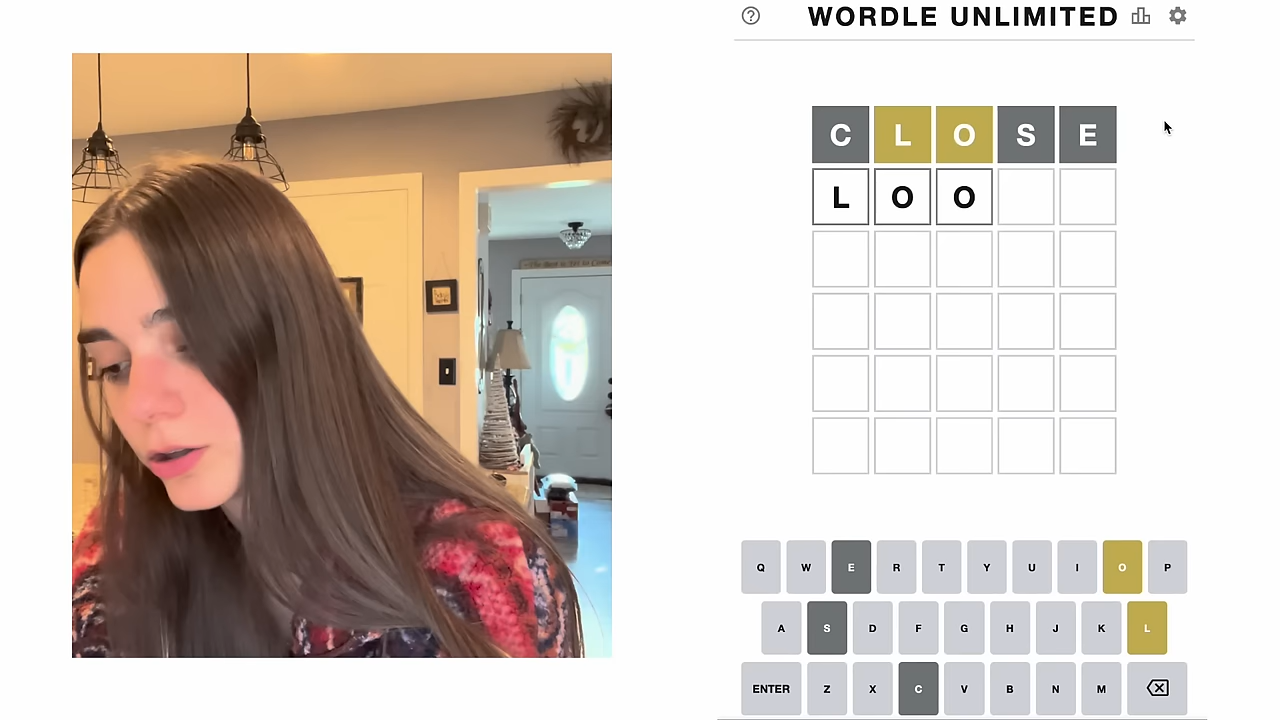 WORDLE UNLIMITED
C L O S E
L O O
Q W E R T Y U I O P
A S D F G H J K L
ENTER Z X C V B N M